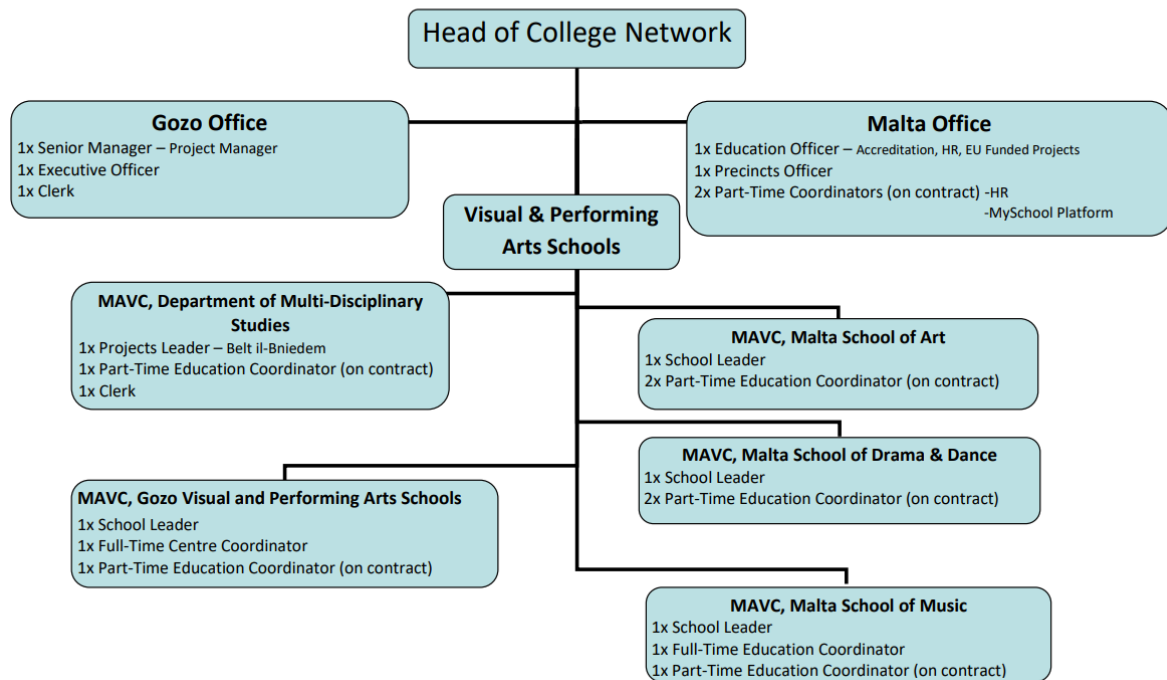 Head of College Network
Gozo Office
1x Senior Manager – Project Manager
1x Executive Officer
1x Clerk
Malta Office
1x Education Officer – Accreditation, HR, EU Funded Projects
1x Precincts Officer
2x Part-Time Coordinators (on contract) -HR
-MySchool Platform
Visual & Performing
Arts Schools
MAVC, Department of Multi-Disciplinary
Studies
1x Projects Leader – Belt il-Bniedem
1x Part-Time Education Coordinator (on contract)
1x Clerk
MAVC, Malta School of Art
1x School Leader
2x Part-Time Education Coordinator (on contract)
MAVC, Malta School of Drama & Dance
1x School Leader
2x Part-Time Education Coordinator (on contract)
MAVC, Gozo Visual and Performing Arts Schools
1x School Leader
1x Full-Time Centre Coordinator
1x Part-Time Education Coordinator (on contract)
MAVC, Malta School of Music
1x School Leader
1x Full-Time Education Coordinator
1x Part-Time Education Coordinator (on contract)